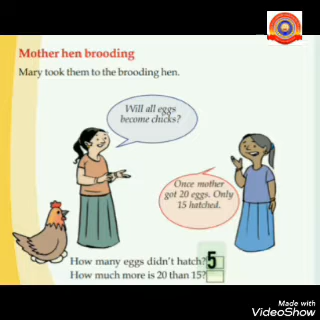 Mother hen brooding
Mary took them to the brooding hen.
Will all eggs
become chicks?
Once mother
got 20 eggs. Only
15 hatched.
How many eggs didn't hatch? 5
How much more is 20 than 15?
Made with
VideoShow